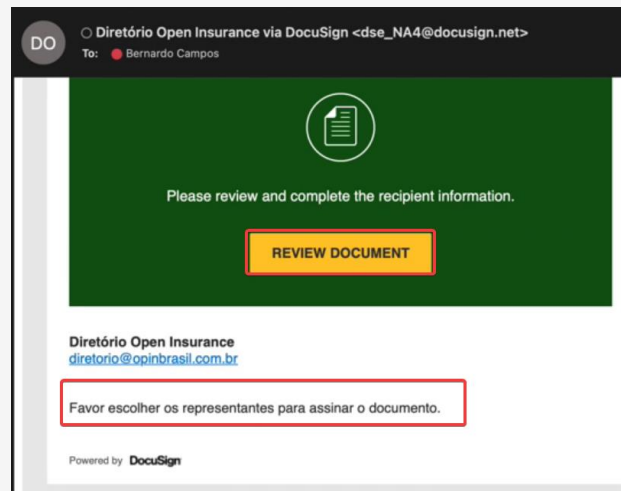 DO
Diretório Open Insurance via DocuSign <dse_NA4@docusign.net>
To: Bernardo Campos
Please review and complete the recipient information.
REVIEW DOCUMENT
Diretório Open Insurance
diretorio@opinbrasil.com.br
Favor escolher os representantes para assinar o documento.
Powered by DocuSign